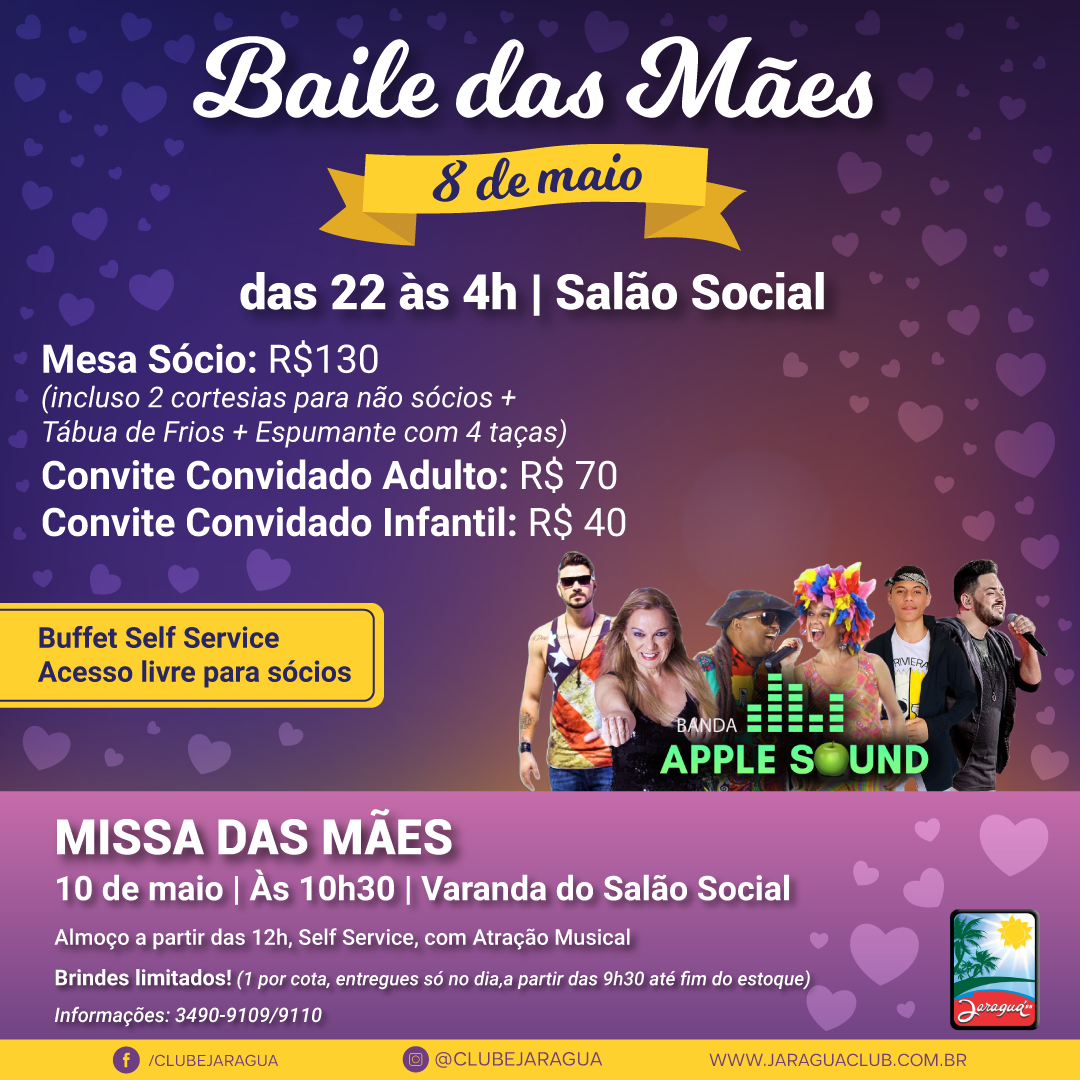 Baile das Mães
8 de maio
das 22 às 4h | Salão Social
Mesa Sócio: R$130
(incluso 2 cortesias para não sócios +
Tábua de Frios + Espumante com 4 taças)
Convite Convidado Adulto: R$ 70
Convite Convidado Infantil: R$ 40
Buffet Self Service
Acesso livre para sócios
RIVIERA
BANDA
APPLE SOUND
MISSA DAS MÃES
10 de maio | Às 10h30 | Varanda do Salão Social
Almoço a partir das 12h, Self Service, com Atração Musical
Brindes limitados! (1 por cota, entregues só no dia,a partir das 9h30 até fim do estoque)
Informações: 3490-9109/9110
Jaraguá
/CLUBEJARAGUA
@CLUBEJARAGUA
WWW.JARAGUACLUB.COM.BR